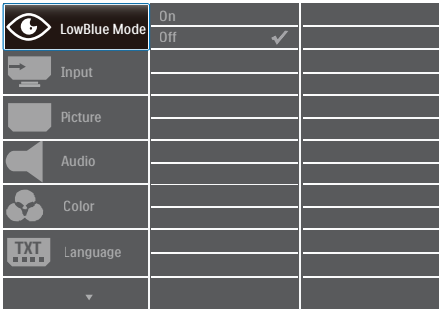 LowBlue Mode
On
Off
Input
Picture
Audio
Color
TXT
Language